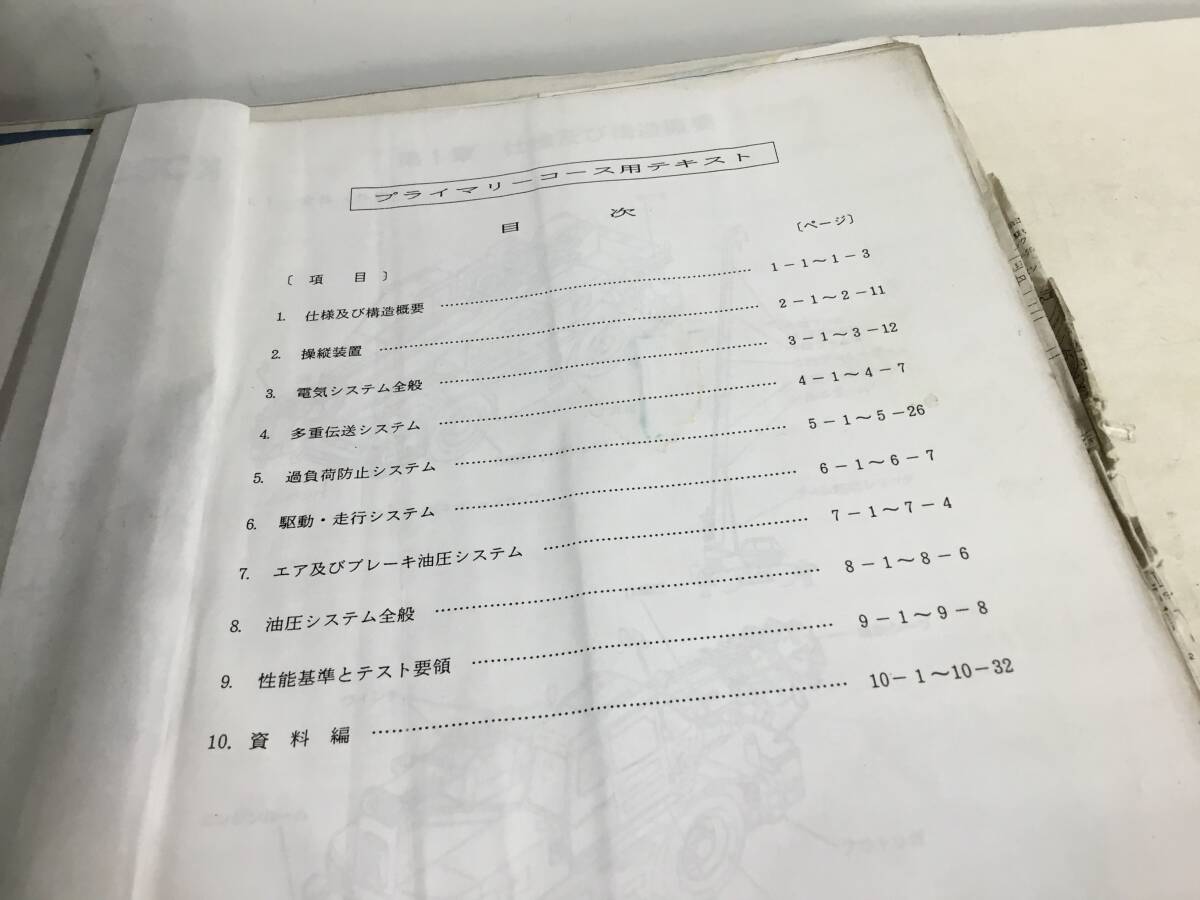 プライマリーコース用テキスト
目 次
〔 項 目 〕 〔ページ〕
1. 仕様及び構造概要 …………………………………… 1-1~1-3
2. 操縦装置 …………………………………… 2-1~2-11
3. 電気システム全般 …………………………………… 3-1~3-12
4. 多重伝送システム …………………………………… 4-1~4-7
5. 過負荷防止システム …………………………………… 5-1~5-26
6. 駆動・走行システム …………………………………… 6-1~6-7
7. エア及びブレーキ油圧システム …………………………………… 7-1~7-4
8. 油圧システム全般 …………………………………… 8-1~8-6
9. 性能基準とテスト要領 …………………………………… 9-1~9-8
10. 資 料 編 …………………………………… 10-1~10-32